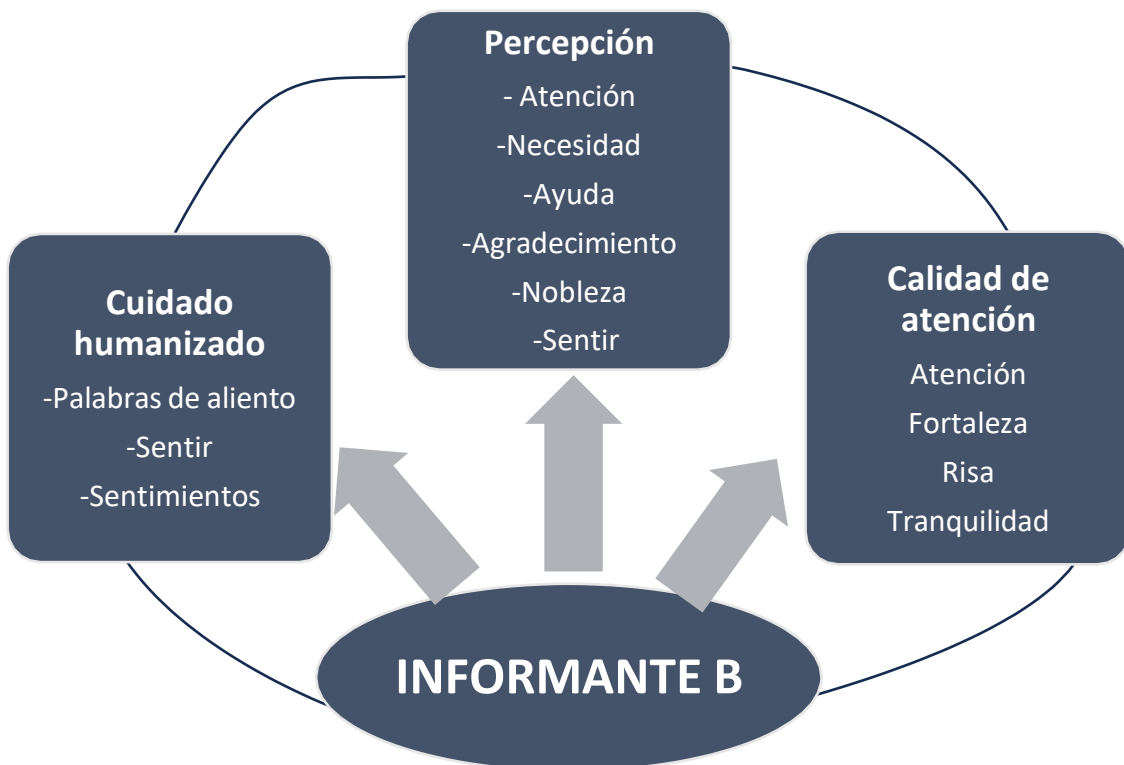 Percepción
- Atención
-Necesidad
-Ayuda
-Agradecimiento
-Nobleza
-Sentir
Cuidado
humanizado
-Palabras de aliento
-Sentir
-Sentimientos
Calidad de
atención
Atención
Fortaleza
Risa
Tranquilidad
INFORMANTE B